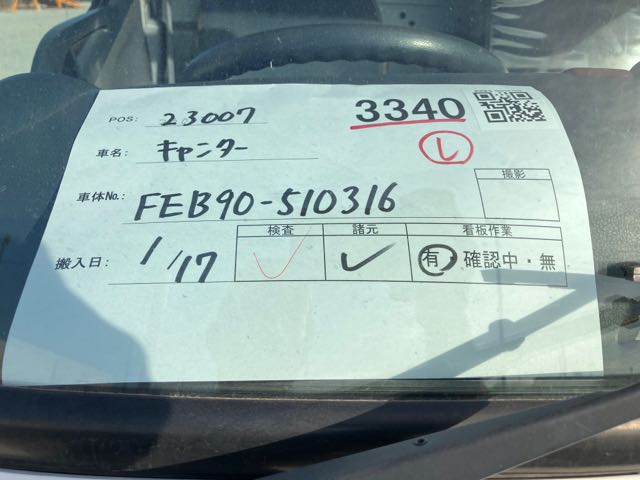 POS: 23007 3340
車名: キャンター レ
車体No.: FEB90-510316 撮影
検査 諸元 看板作業
搬入日: 1/17 ✓ ✓ 有・確認中・無